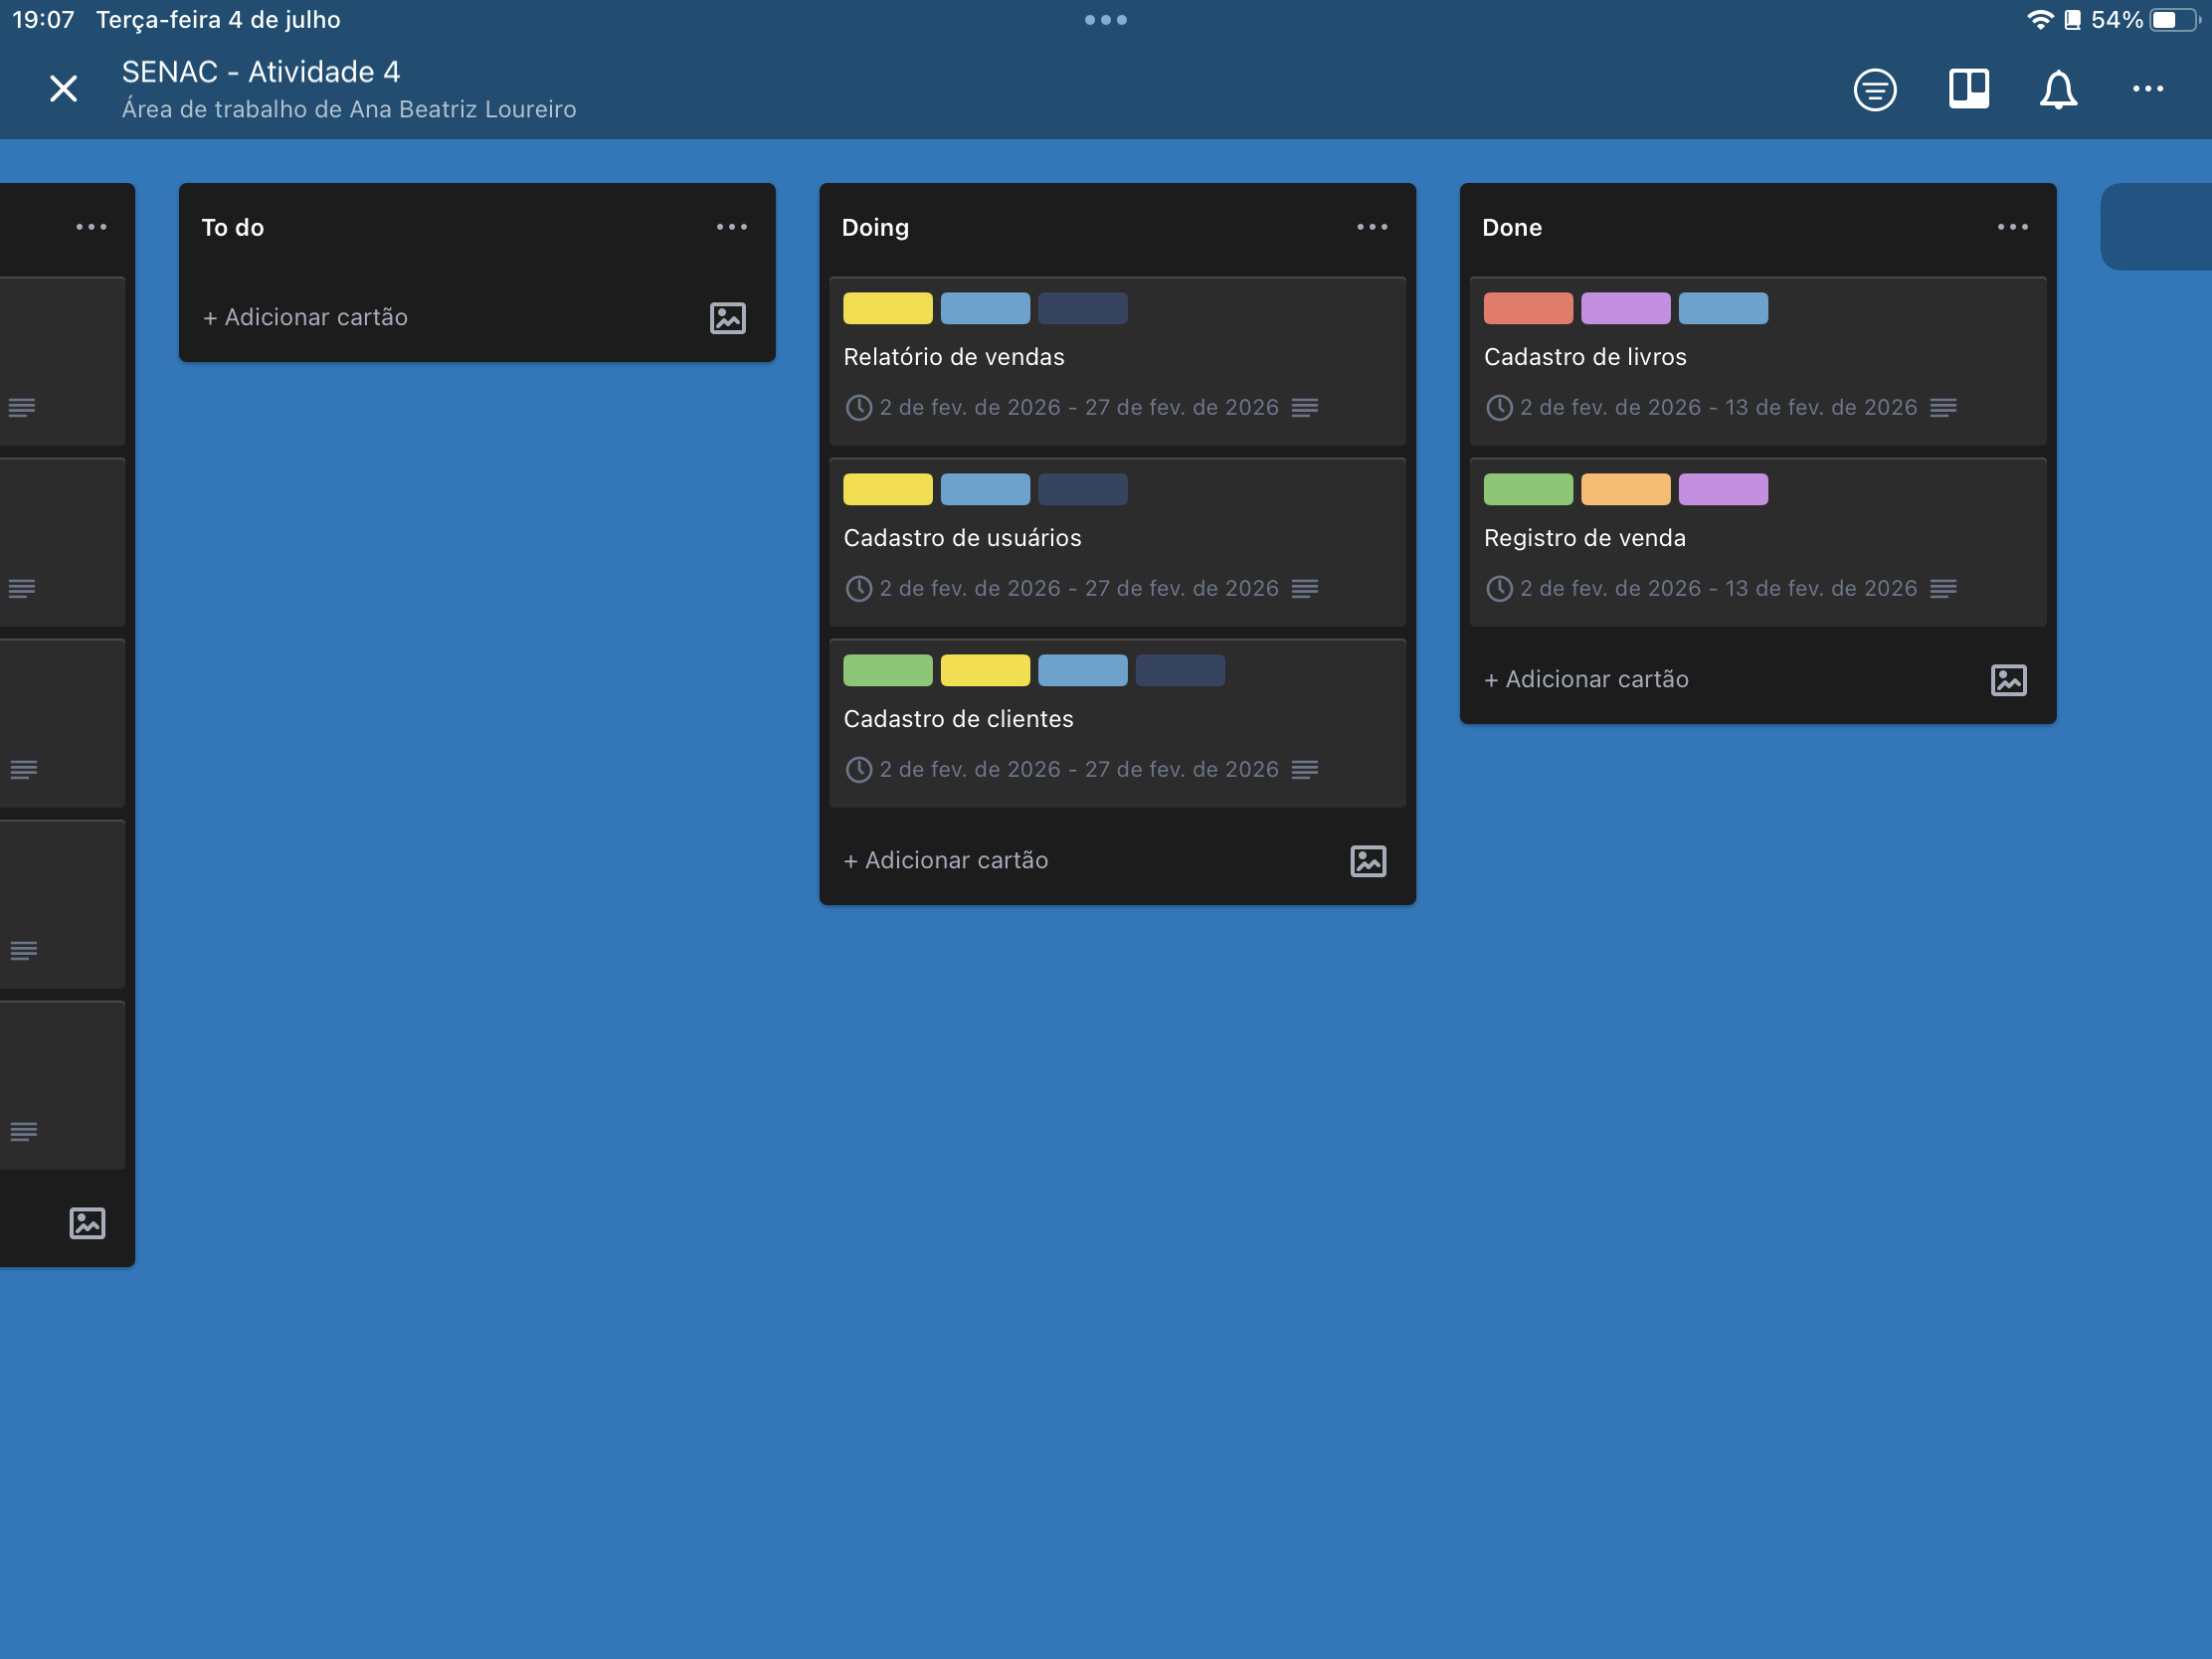 19:07 Terça-feira 4 de julho
54%
SENAC - Atividade 4
Área de trabalho de Ana Beatriz Loureiro
To do
+ Adicionar cartão
Doing
Relatório de vendas
2 de fev. de 2026 - 27 de fev. de 2026
Cadastro de usuários
2 de fev. de 2026 - 27 de fev. de 2026
Cadastro de clientes
2 de fev. de 2026 - 27 de fev. de 2026
+ Adicionar cartão
Done
Cadastro de livros
2 de fev. de 2026 - 13 de fev. de 2026
Registro de venda
2 de fev. de 2026 - 13 de fev. de 2026
+ Adicionar cartão